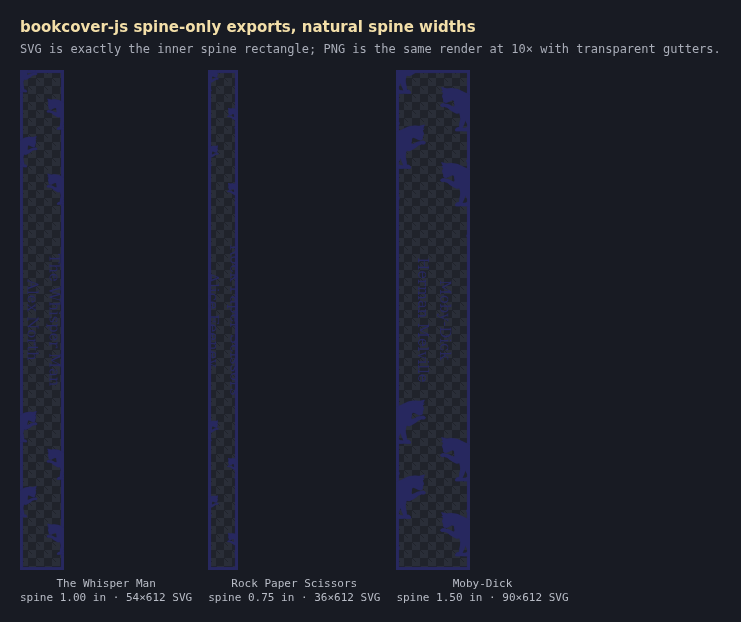 bookcover-js spine-only exports, natural spine widths
SVG is exactly the inner spine rectangle; PNG is the same render at 10× with transparent gutters.
The Whisper Man
spine 1.00 in · 54×612 SVG
Rock Paper Scissors
spine 0.75 in · 36×612 SVG
Moby-Dick
spine 1.50 in · 90×612 SVG